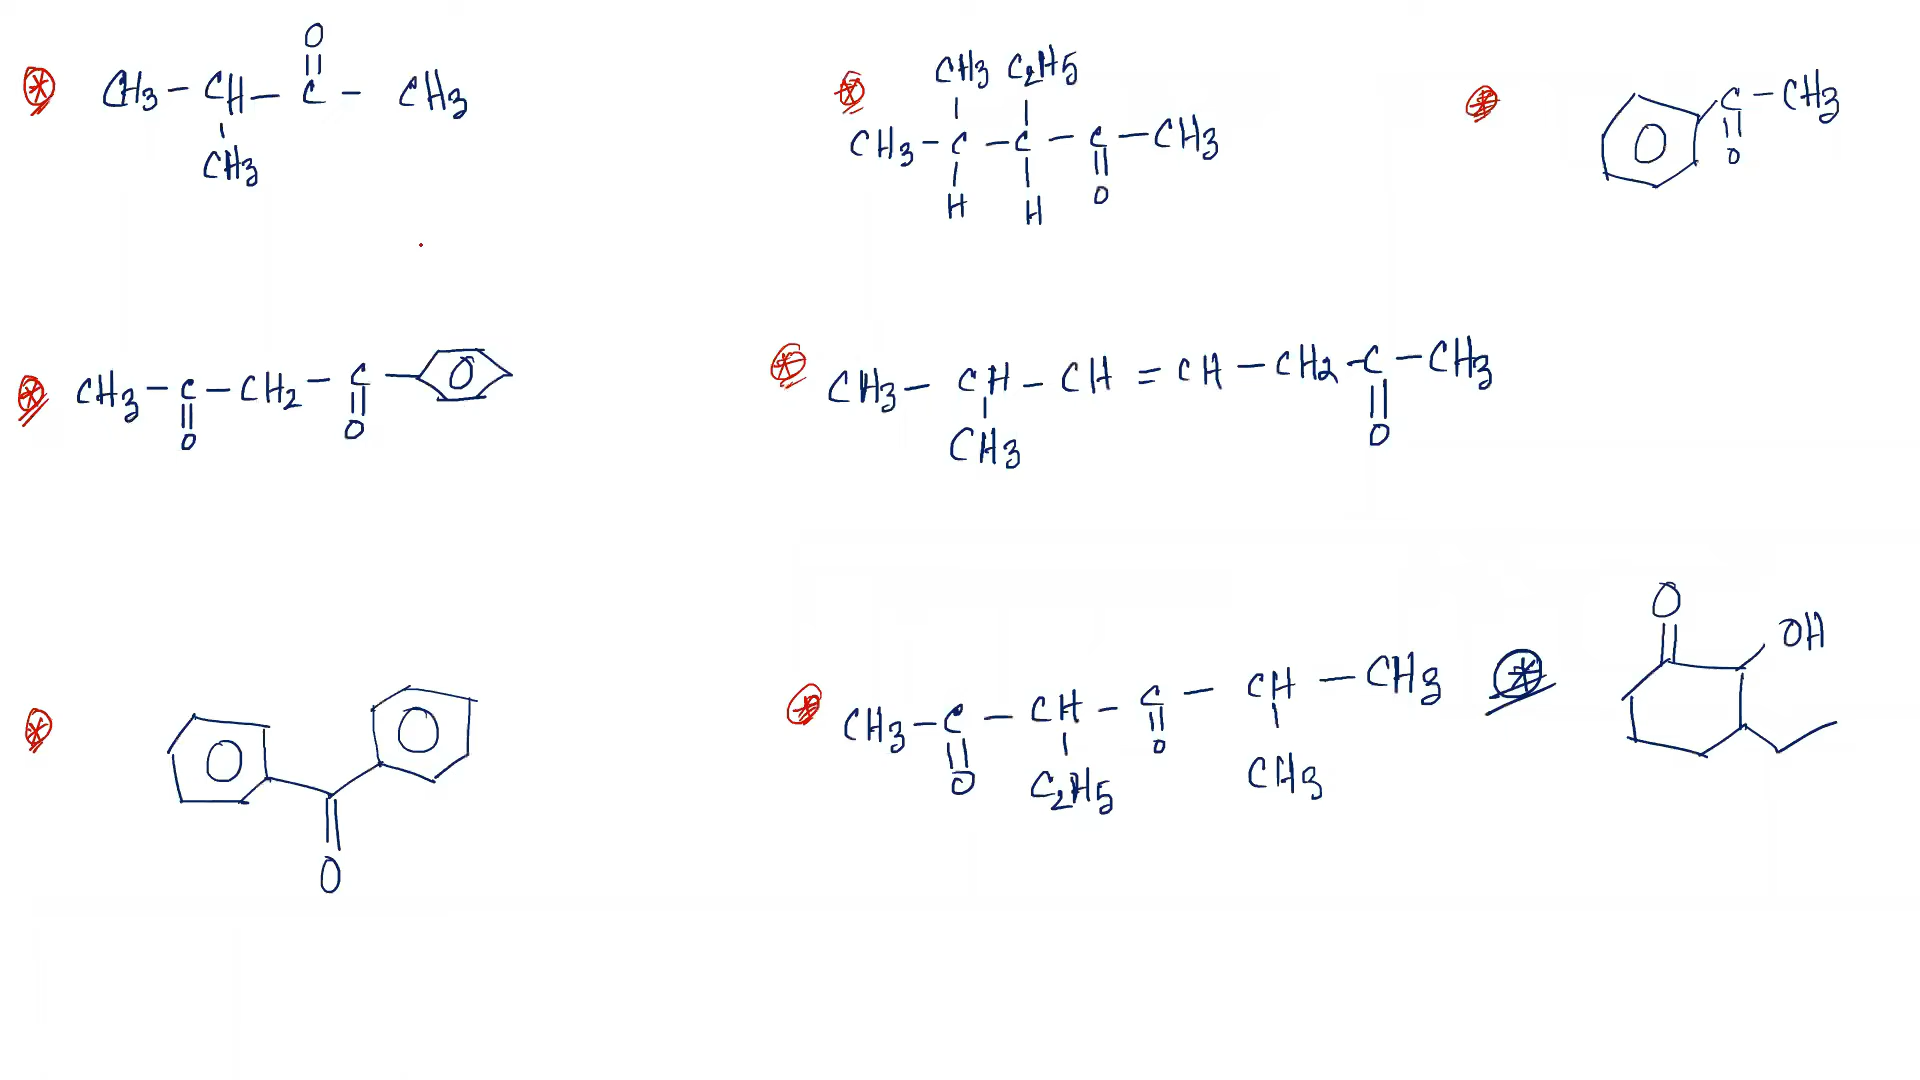 O
CH3 - CH - C - CH3
CH3
CH3 C2H5
CH3 - C - C - C - CH3
H H O
C - CH3
O
O
CH3 - C - CH2 - C - O
O O
CH3 - CH - CH = CH - CH2 - C - CH3
CH3 O
O O
O
CH3 - C - CH - C - CH - CH3
O C2H5 O CH3
O
OH